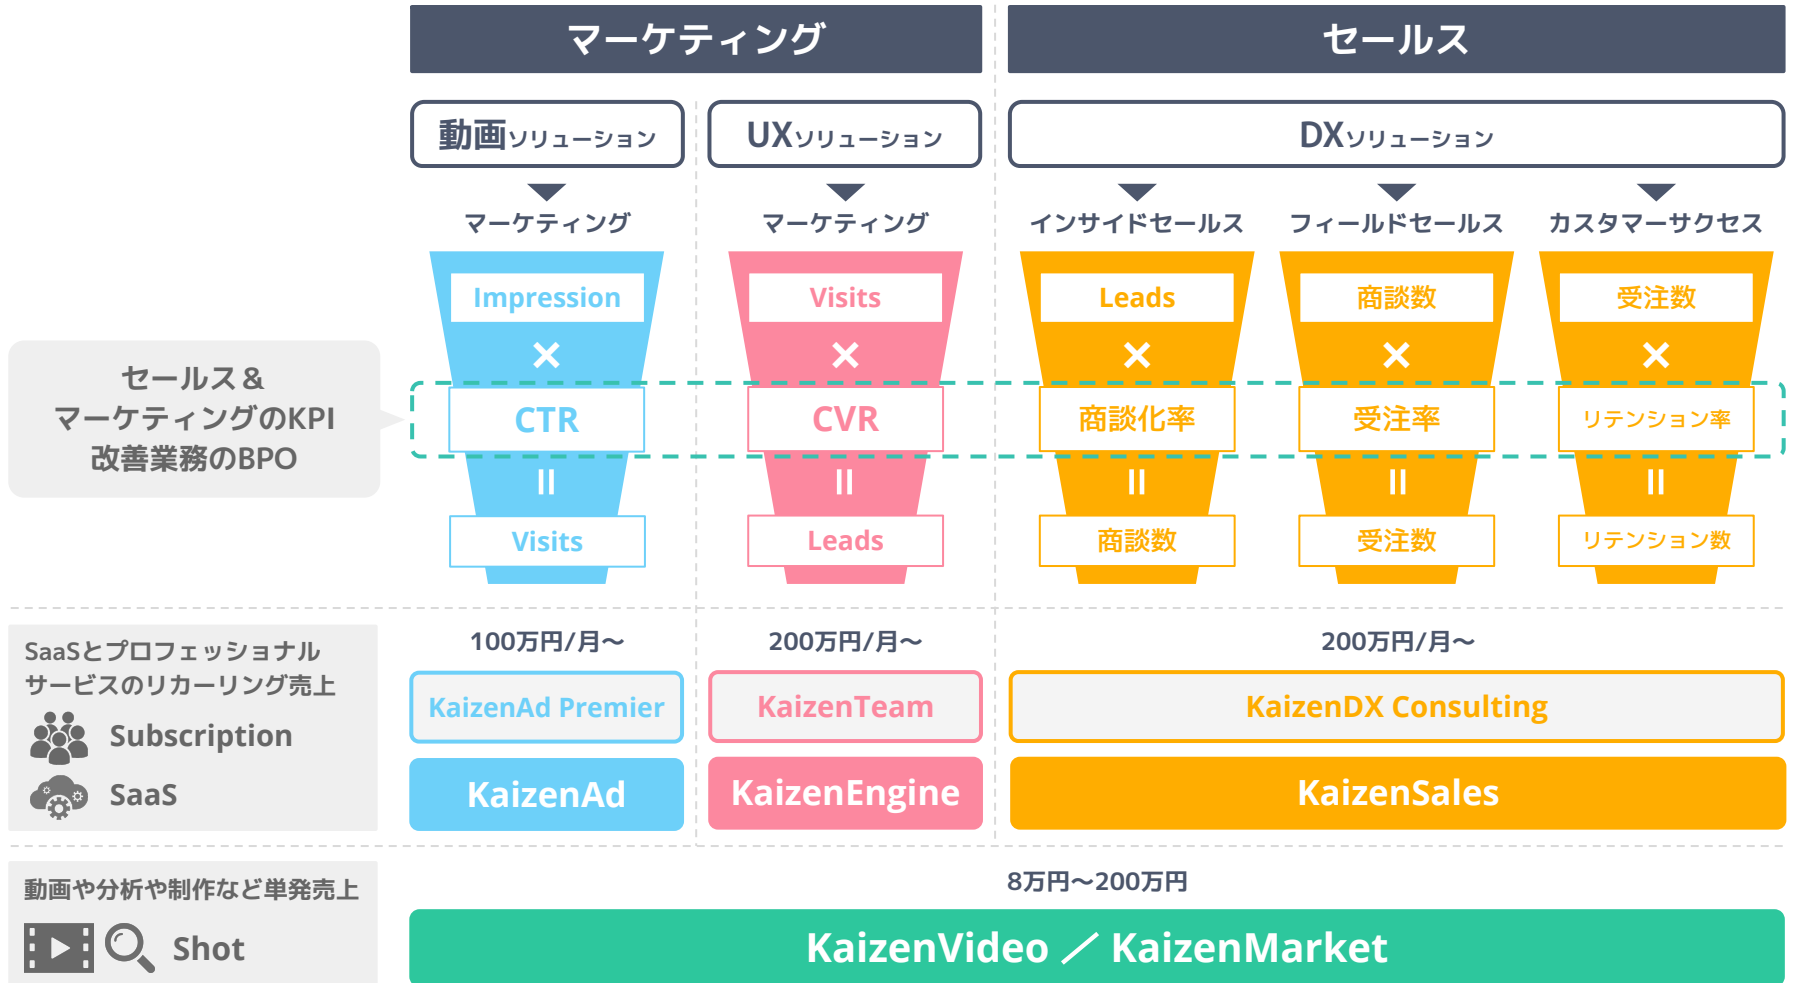 マーケティング
セールス
動画ソリューション
UXソリューション
DXソリューション
マーケティング
マーケティング
インサイドセールス
フィールドセールス
カスタマーサクセス
Impression
Visits
Leads
商談数
受注数
×
×
×
×
×
セールス＆
マーケティングのKPI
改善業務のBPO
CTR
CVR
商談化率
受注率
リテンション率
=
=
=
=
=
Visits
Leads
商談数
受注数
リテンション数
SaaSとプロフェッショナル
サービスのリカーリング売上
Subscription
SaaS
100万円/月〜
200万円/月〜
200万円/月〜
KaizenAd Premier
KaizenTeam
KaizenDX Consulting
KaizenAd
KaizenEngine
KaizenSales
動画や分析や制作など単発売上
Shot
8万円〜200万円
KaizenVideo ／ KaizenMarket